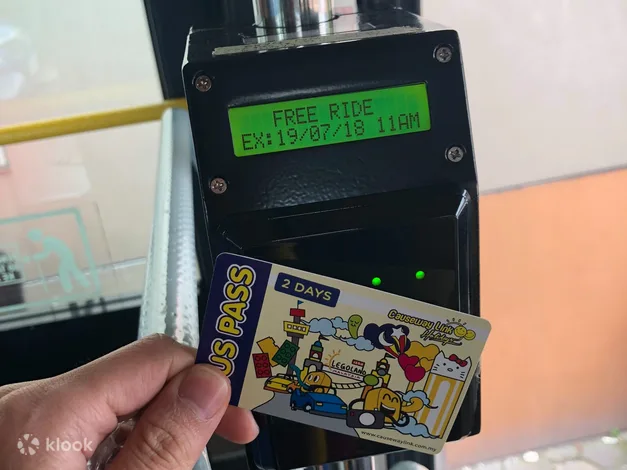 FREE RIDE
EX:19/07/18 11AM
US PASS
2 DAYS
Causeway Link
Holidays
LEGOLAND
www.causewaylink.com.my
klook